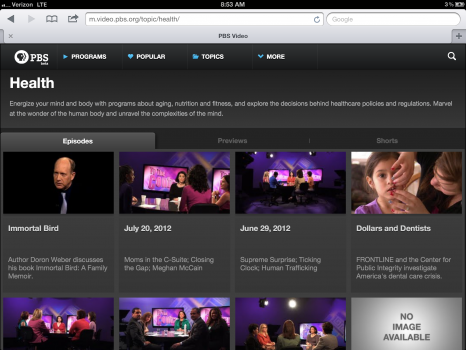 Verizon LTE 8:53 AM 3 %
m.video.pbs.org/topic/health/ Google
PBS Video
PBS PROGRAMS POPULAR TOPICS MORE
beta
Health
Energize your mind and body with programs about aging, nutrition and fitness, and explore the decisions behind healthcare policies and regulations. Marvel
at the wonder of the human body and unravel the complexities of the mind.
Episodes Previews Shorts
Immortal Bird
Author Doron Weber discusses
his book Immortal Bird: A Family
Memoir.
July 20, 2012
Moms in the C-Suite; Closing
the Gap; Meghan McCain
June 29, 2012
Supreme Surprise; Ticking
Clock; Human Trafficking
Dollars and Dentists
FRONTLINE and the Center for
Public Integrity investigate
America's dental care crisis.
NO
IMAGE
AVAILABLE